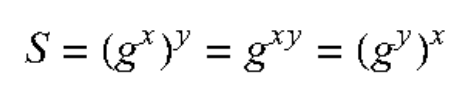 S = (g^x)^y = g^{xy} = (g^y)^x